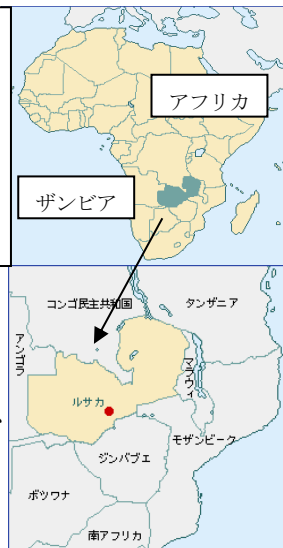 アフリカ
ザンビア
コンゴ民主共和国
タンザニア
アンゴラ
マラウィ
ルサカ
モザンビーク
ジンバブエ
ボツワナ
南アフリカ